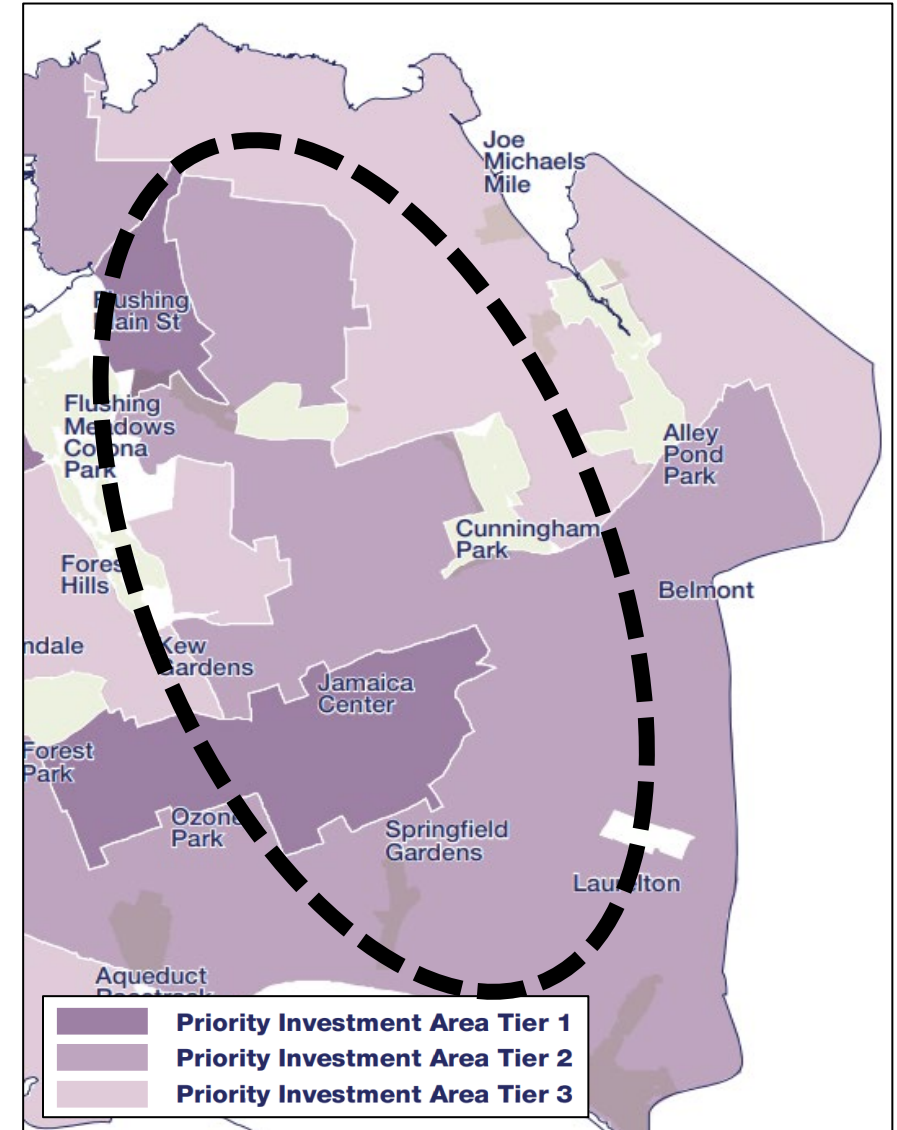 Joe
Michaels
Mile
Flushing
Main St
Flushing
Meadows
Corona
Park
Alley
Pond
Park
Cunningham
Park
Forest
Hills
Belmont
ndale
Kew
Gardens
Jamaica
Center
Forest
Park
Ozone
Park
Springfield
Gardens
Laurelton
Aqueduct
Racetrack
Priority Investment Area Tier 1
Priority Investment Area Tier 2
Priority Investment Area Tier 3